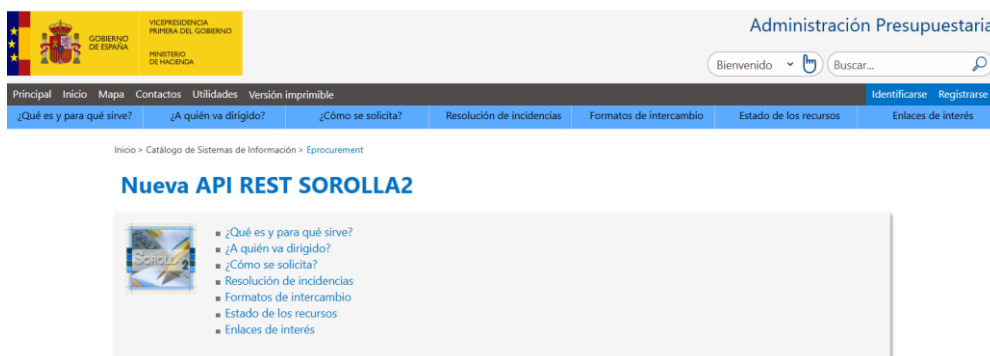 GOBIERNO
DE ESPAÑA
VICEPRESIDENCIA
PRIMERA DEL GOBIERNO
MINISTERIO
DE HACIENDA
Administración Presupuestaria
Bienvenido
Buscar...
Principal Inicio Mapa Contactos Utilidades Versión imprimible Identificarse Registrarse
¿Qué es y para qué sirve? ¿A quién va dirigido? ¿Cómo se solicita? Resolución de incidencias Formatos de intercambio Estado de los recursos Enlaces de interés
Inicio > Catálogo de Sistemas de Información > Eprocurement
Nueva API REST SOROLLA2
SOROLLA2
¿Qué es y para qué sirve?
¿A quién va dirigido?
¿Cómo se solicita?
Resolución de incidencias
Formatos de intercambio
Estado de los recursos
Enlaces de interés